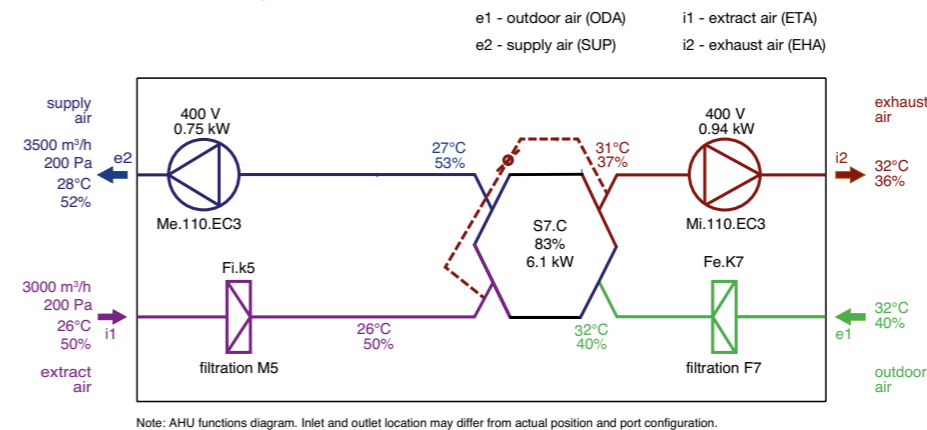 e1 - outdoor air (ODA)
i1 - extract air (ETA)
e2 - supply air (SUP)
i2 - exhaust air (EHA)
supply
air
3500 m³/h
200 Pa
e2
28°C
52%
400 V
0.75 kW
Me.110.EC3
27°C
53%
31°C
37%
400 V
0.94 kW
Mi.110.EC3
exhaust
air
i2
32°C
36%
S7.C
83%
6.1 kW
3000 m³/h
200 Pa
26°C
50%
i1
extract
air
Fi.k5
filtration M5
26°C
50%
32°C
40%
Fe.K7
filtration F7
32°C
40%
e1
outdoor
air
Note: AHU functions diagram. Inlet and outlet location may differ from actual position and port configuration.